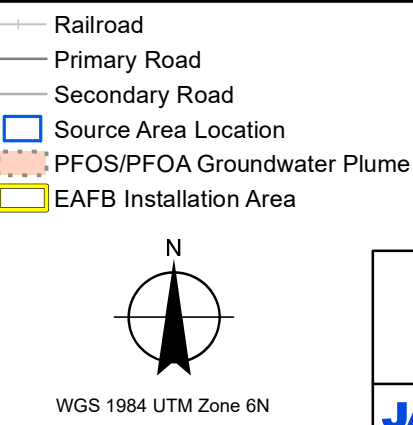 Railroad
Primary Road
Secondary Road
Source Area Location
PFOS/PFOA Groundwater Plume
EAFB Installation Area
N
WGS 1984 UTM Zone 6N